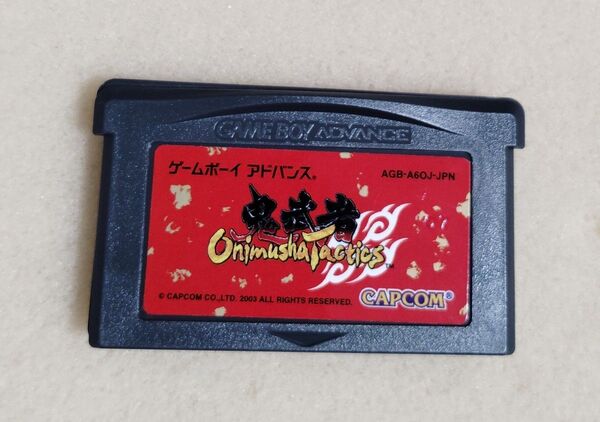 GAME BOY ADVANCE
ゲームボーイ アドバンス®
AGB-A6OJ-JPN
鬼武者
Onimusha Tactics™
© CAPCOM CO., LTD. 2003 ALL RIGHTS RESERVED.
CAPCOM®